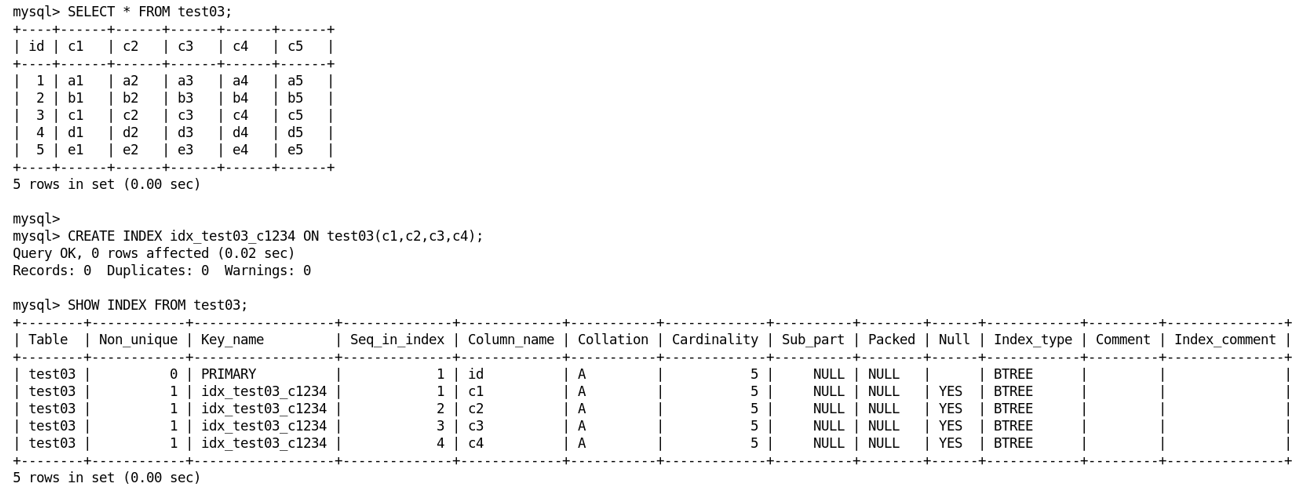 mysql> SELECT * FROM test03;
+----+------+------+------+------+------+
| id | c1   | c2   | c3   | c4   | c5   |
+----+------+------+------+------+------+
|  1 | a1   | a2   | a3   | a4   | a5   |
|  2 | b1   | b2   | b3   | b4   | b5   |
|  3 | c1   | c2   | c3   | c4   | c5   |
|  4 | d1   | d2   | d3   | d4   | d5   |
|  5 | e1   | e2   | e3   | e4   | e5   |
+----+------+------+------+------+------+
5 rows in set (0.00 sec)

mysql>
mysql> CREATE INDEX idx_test03_c1234 ON test03(c1,c2,c3,c4);
Query OK, 0 rows affected (0.02 sec)
Records: 0  Duplicates: 0  Warnings: 0

mysql> SHOW INDEX FROM test03;
+--------+------------+------------------+--------------+-------------+-----------+-------------+----------+--------+------+------------+---------+---------------+
| Table  | Non_unique | Key_name         | Seq_in_index | Column_name | Collation | Cardinality | Sub_part | Packed | Null | Index_type | Comment | Index_comment |
+--------+------------+------------------+--------------+-------------+-----------+-------------+----------+--------+------+------------+---------+---------------+
| test03 |          0 | PRIMARY          |            1 | id          | A         |           5 |     NULL | NULL   |      | BTREE      |         |               |
| test03 |          1 | idx_test03_c1234 |            1 | c1          | A         |           5 |     NULL | NULL   | YES  | BTREE      |         |               |
| test03 |          1 | idx_test03_c1234 |            2 | c2          | A         |           5 |     NULL | NULL   | YES  | BTREE      |         |               |
| test03 |          1 | idx_test03_c1234 |            3 | c3          | A         |           5 |     NULL | NULL   | YES  | BTREE      |         |               |
| test03 |          1 | idx_test03_c1234 |            4 | c4          | A         |           5 |     NULL | NULL   | YES  | BTREE      |         |               |
+--------+------------+------------------+--------------+-------------+-----------+-------------+----------+--------+------+------------+---------+---------------+
5 rows in set (0.00 sec)